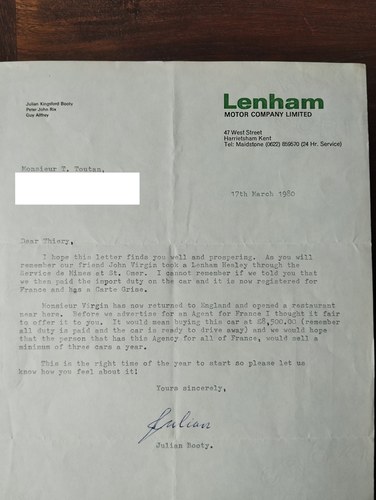 Julian Kingsford Booty
Peter John Rix
Guy Allfrey
Lenham
MOTOR COMPANY LIMITED
47 West Street
Harrietsham Kent
Tel: Maidstone (0622) 859570 (24 Hr. Service)
Monsieur T. Toutan,
17th March 1980
Dear Thiery,
I hope this letter finds you well and prospering. As you will
remember our friend John Virgin took a Lenham Healey through the
Service de Mines at St. Omer. I cannot remember if we told you that
we then paid the import duty on the car and it is now registered for
France and has a Carte Grise.
Monsieur Virgin has now returned to England and opened a restaurant
near here. Before we advertise for an Agent for France I thought it fair
to offer it to you. It would mean buying this car at £8,500.00 (remember
all duty is paid and the car is ready to drive away) and we would hope
that the person that has this Agency for all of France, would sell a
minimum of three cars a year.
This is the right time of the year to start so please let us
know how you feel about it!
Yours sincerely,
Julian
Julian Booty.